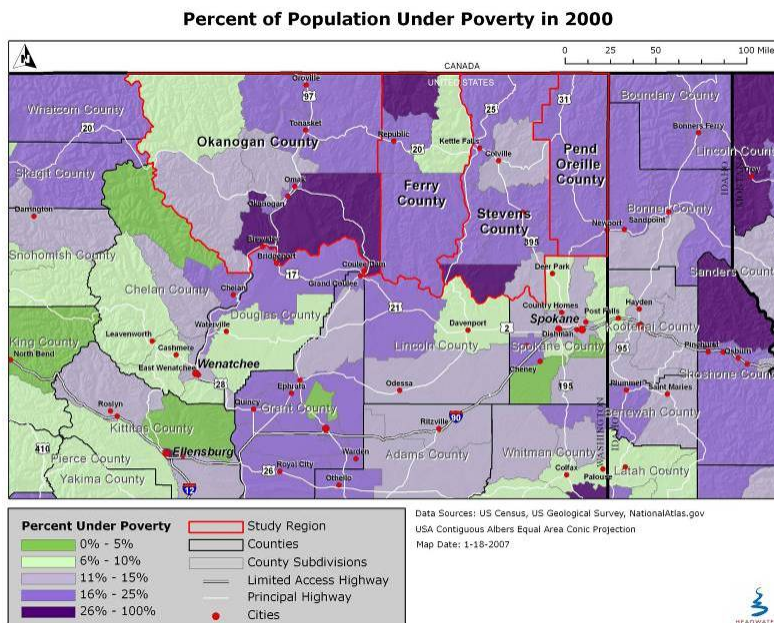 Percent of Population Under Poverty in 2000
0 25 50 100 Mile
CANADA
UNITED STATES
Whatcom County
Oroville
97
25
31
Boundary County
20
Tonasket
Republic
Bonners Ferry
Okanogan County
20
Kettle Falls
Colville
Pend
Oreille
County
Lincoln Count
Troy
Skagit County
Omak
Okanogan
Ferry
County
Stevens
County
IDAHO
MONTANA
Darrington
Bonner County
Newport
Sandpoint
Snohomish County
Brewster
Bridgeport
395
Sanders County
17
Coulee Dam
Grand Coulee
Deer Park
Chelan County
Chelan
21
Country Homes
Post Falls
Hayden
Douglas County
Waterville
Davenport
2
Spokane
Dishman
Kootenai County
King County
North Bend
Leavenworth
Cashmere
East Wenatchee
Wenatchee
Lincoln County
Spokane County
95
Pinehurst
Osburn
Shoshone County
28
Cheney
Odessa
195
Plummer
Saint Maries
Roslyn
Ephrata
Quincy
Grant County
Benewah County
Kittitas County
90
Ritzville
WASHINGTON
IDAHO
410
Ellensburg
Pierce County
Yakima County
Warden
Adams County
Whitman County
Colfax
Palouse
Latah County
26
Royal City
Othello
12
Percent Under Poverty
0% - 5%
6% - 10%
11% - 15%
16% - 25%
26% - 100%
Study Region
Counties
County Subdivisions
Limited Access Highway
Principal Highway
Cities
Data Sources: US Census, US Geological Survey, NationalAtlas.gov
USA Contiguous Albers Equal Area Conic Projection
Map Date: 1-18-2007
HEADWATE